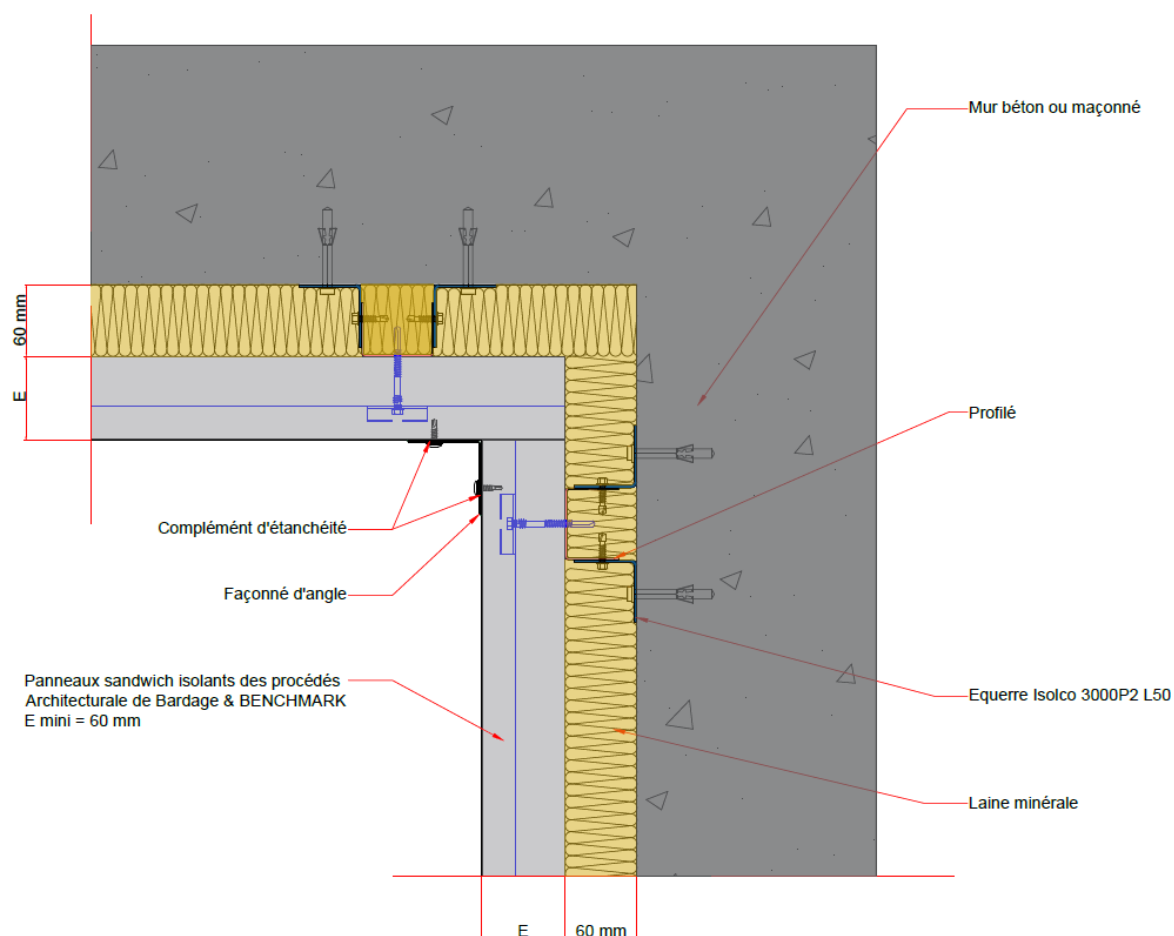 Mur béton ou maçonné
60 mm
E
Profilé
Complémént d'étanchéité
Façonné d'angle
Panneaux sandwich isolants des procédés
Architecturale de Bardage & BENCHMARK
E mini = 60 mm
Equerre Isolco 3000P2 L50
Laine minérale
E
60 mm